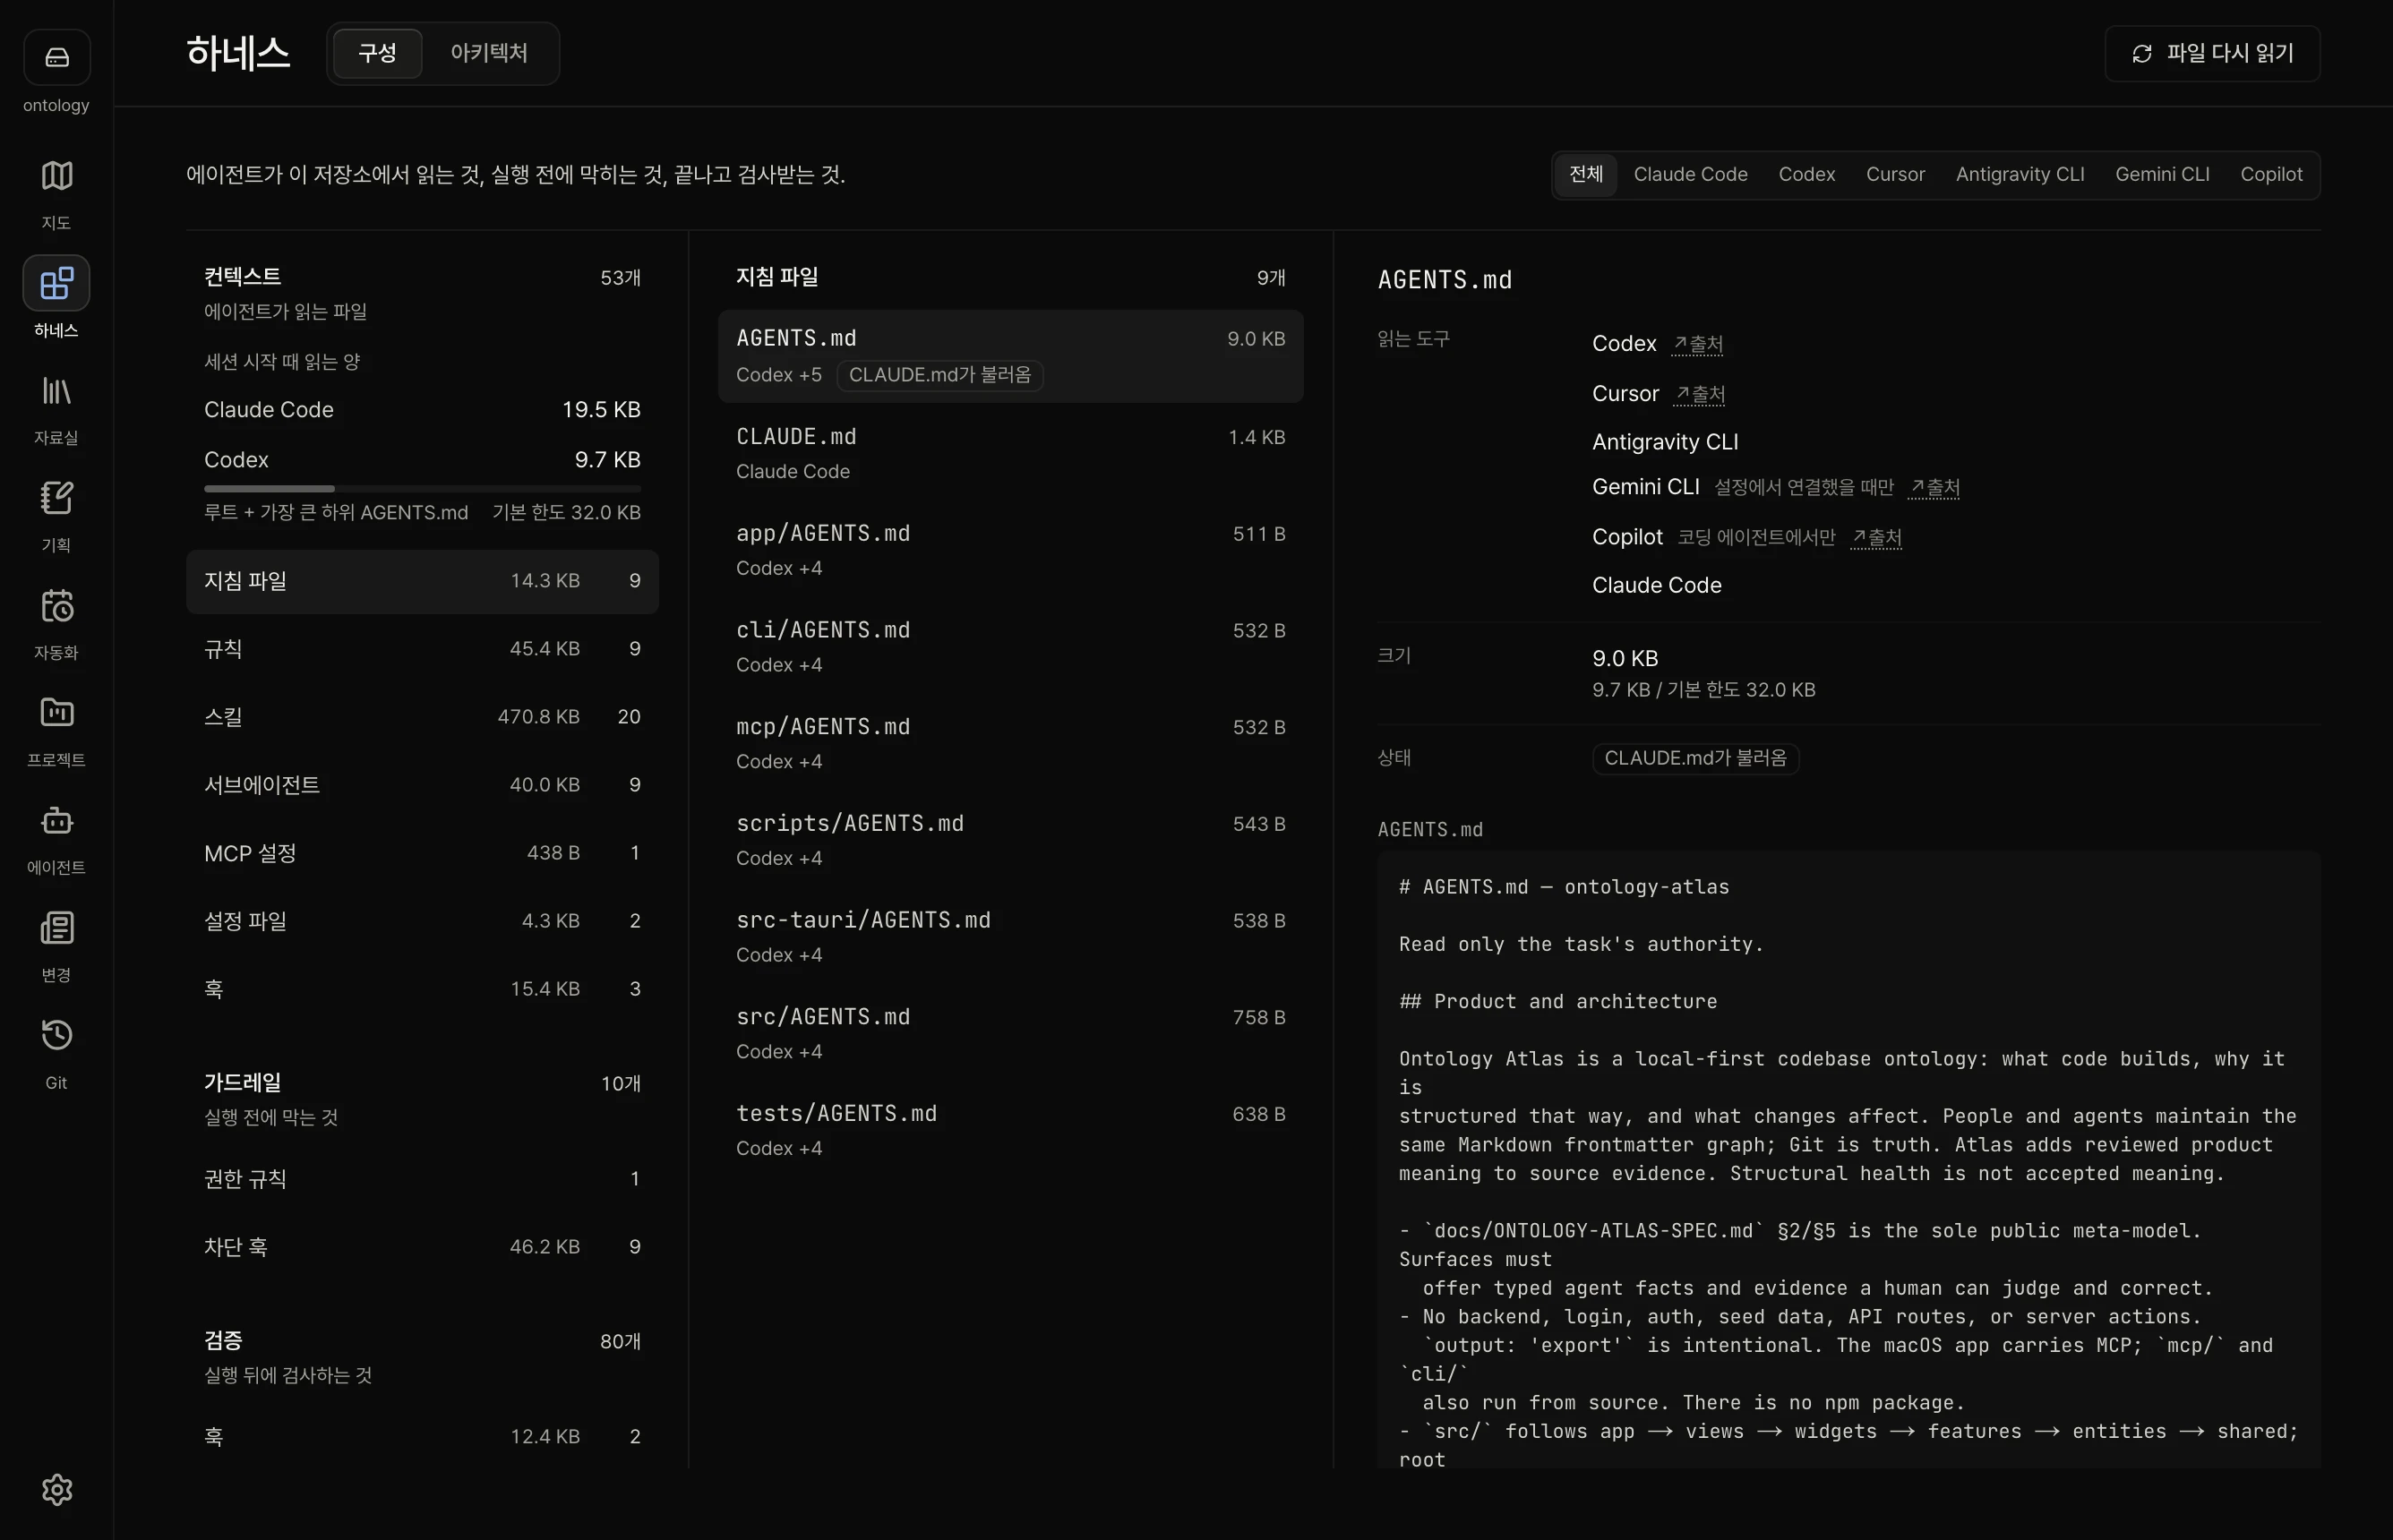 ontology
지도
하네스
자료실
기획
자동화
프로젝트
에이전트
변경
Git
하네스
구성
아키텍처
파일 다시 읽기
에이전트가 이 저장소에서 읽는 것, 실행 전에 막히는 것, 끝나고 검사받는 것.
전체
Claude Code
Codex
Cursor
Antigravity CLI
Gemini CLI
Copilot
컨텍스트 53개
에이전트가 읽는 파일
세션 시작 때 읽는 양
Claude Code 19.5 KB
Codex 9.7 KB
루트 + 가장 큰 하위 AGENTS.md 기본 한도 32.0 KB
지침 파일 14.3 KB 9
규칙 45.4 KB 9
스킬 470.8 KB 20
서브에이전트 40.0 KB 9
MCP 설정 438 B 1
설정 파일 4.3 KB 2
훅 15.4 KB 3
가드레일 10개
실행 전에 막는 것
권한 규칙 1
차단 훅 46.2 KB 9
검증 80개
실행 뒤에 검사하는 것
훅 12.4 KB 2
지침 파일 9개
AGENTS.md 9.0 KB
Codex +5 CLAUDE.md가 불러옴
CLAUDE.md 1.4 KB
Claude Code
app/AGENTS.md 511 B
Codex +4
cli/AGENTS.md 532 B
Codex +4
mcp/AGENTS.md 532 B
Codex +4
scripts/AGENTS.md 543 B
Codex +4
src-tauri/AGENTS.md 538 B
Codex +4
src/AGENTS.md 758 B
Codex +4
tests/AGENTS.md 638 B
Codex +4
AGENTS.md
읽는 도구
Codex ↗출처
Cursor ↗출처
Antigravity CLI
Gemini CLI 설정에서 연결했을 때만 ↗출처
Copilot 코딩 에이전트에서만 ↗출처
Claude Code
크기 9.0 KB
9.7 KB / 기본 한도 32.0 KB
상태 CLAUDE.md가 불러옴
AGENTS.md
# AGENTS.md — ontology-atlas
Read only the task's authority.
## Product and architecture
Ontology Atlas is a local-first codebase ontology: what code builds, why it
is
structured that way, and what changes affect. People and agents maintain the
same Markdown frontmatter graph; Git is truth. Atlas adds reviewed product
meaning to source evidence. Structural health is not accepted meaning.
- `docs/ONTOLOGY-ATLAS-SPEC.md` §2/§5 is the sole public meta-model.
Surfaces must
offer typed agent facts and evidence a human can judge and correct.
- No backend, login, auth, seed data, API routes, or server actions.
`output: 'export'` is intentional. The macOS app carries MCP; `mcp/` and
`cli/`
also run from source. There is no npm package.
- `src/` follows app → views → widgets → features → entities → shared;
root